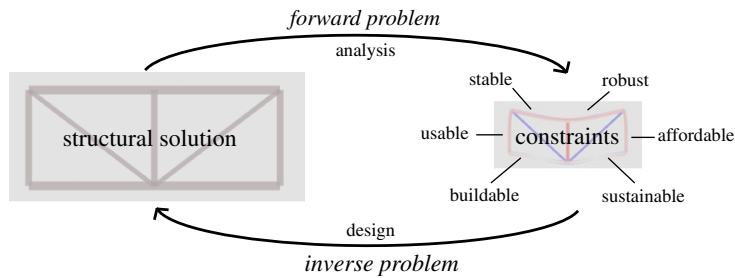 forward problem
analysis
stable
robust
structural solution
usable
constraints
affordable
buildable
sustainable
design
inverse problem